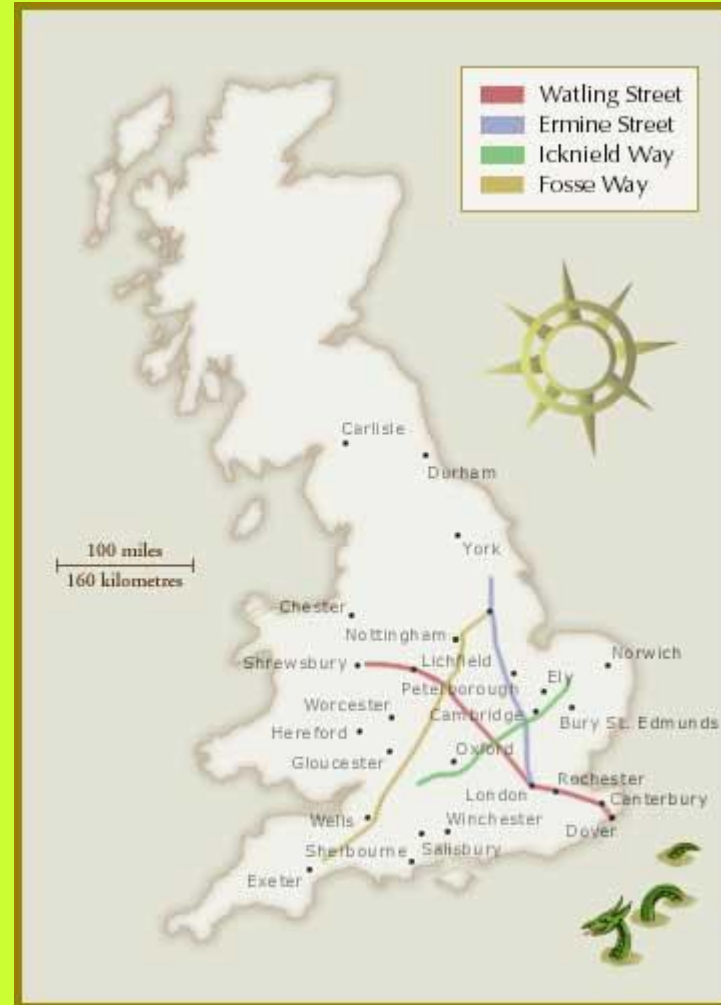 Watling Street
Ermine Street
Icknield Way
Fosse Way
Carlisle
Durham
100 miles
160 kilometres
York
Chester
Nottingham
Shrewsbury
Lichfield
Norwich
Peterborough
Ely
Worcester
Cambridge
Bury St. Edmunds
Hereford
Gloucester
Oxford
London
Rochester
Canterbury
Wells
Winchester
Dover
Sherbourne
Salisbury
Exeter